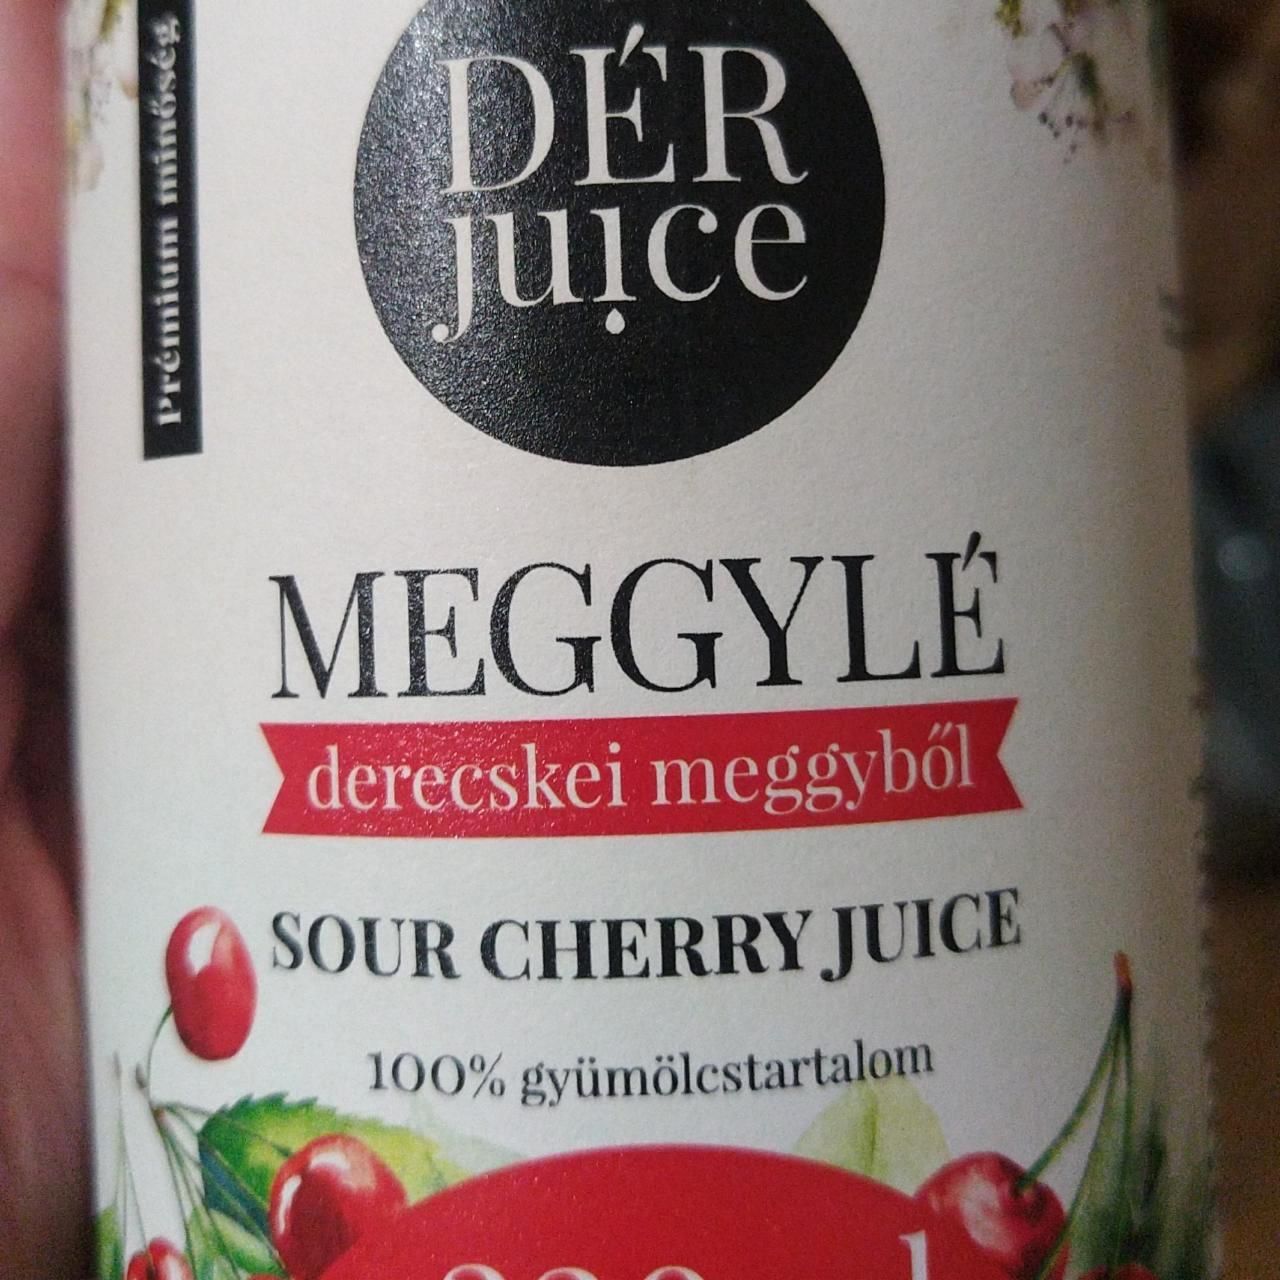 Prémium minőség
DÉR
juice
MEGGYLÉ
derecskei meggyből
SOUR CHERRY JUICE
100% gyümölcstartalom